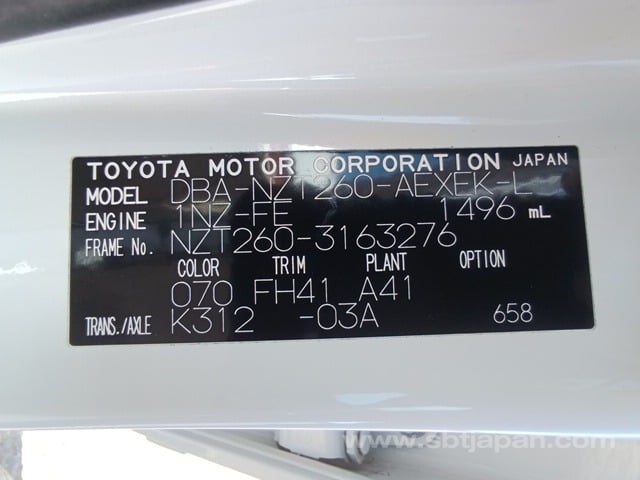 TOYOTA MOTOR CORPORATION JAPAN
MODEL DBA-NZT260-AEXEK-L
ENGINE 1NZ-FE 1496 mL
FRAME No. NZT260-3163276
COLOR TRIM PLANT OPTION
070 FH41 A41
TRANS./AXLE K312 -03A 658
www.sbtjapan.com